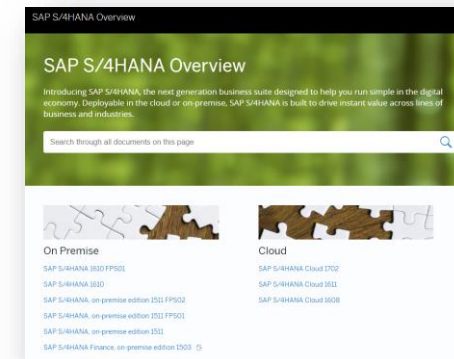 SAP S/4HANA Overview
SAP S/4HANA Overview
Introducing SAP S/4HANA, the next generation business suite designed to help you run simple in the digital
economy. Deployable in the cloud or on-premise, SAP S/4HANA is built to drive instant value across lines of
business and industries.
Search through all documents on this page
On Premise
SAP S/4HANA 1610 FPS01
SAP S/4HANA 1610
SAP S/4HANA, on-premise edition 1511 FPS02
SAP S/4HANA, on-premise edition 1511 FPS01
SAP S/4HANA, on-premise edition 1511
SAP S/4HANA Finance, on-premise edition 1503
Cloud
SAP S/4HANA Cloud 1702
SAP S/4HANA Cloud 1611
SAP S/4HANA Cloud 1608